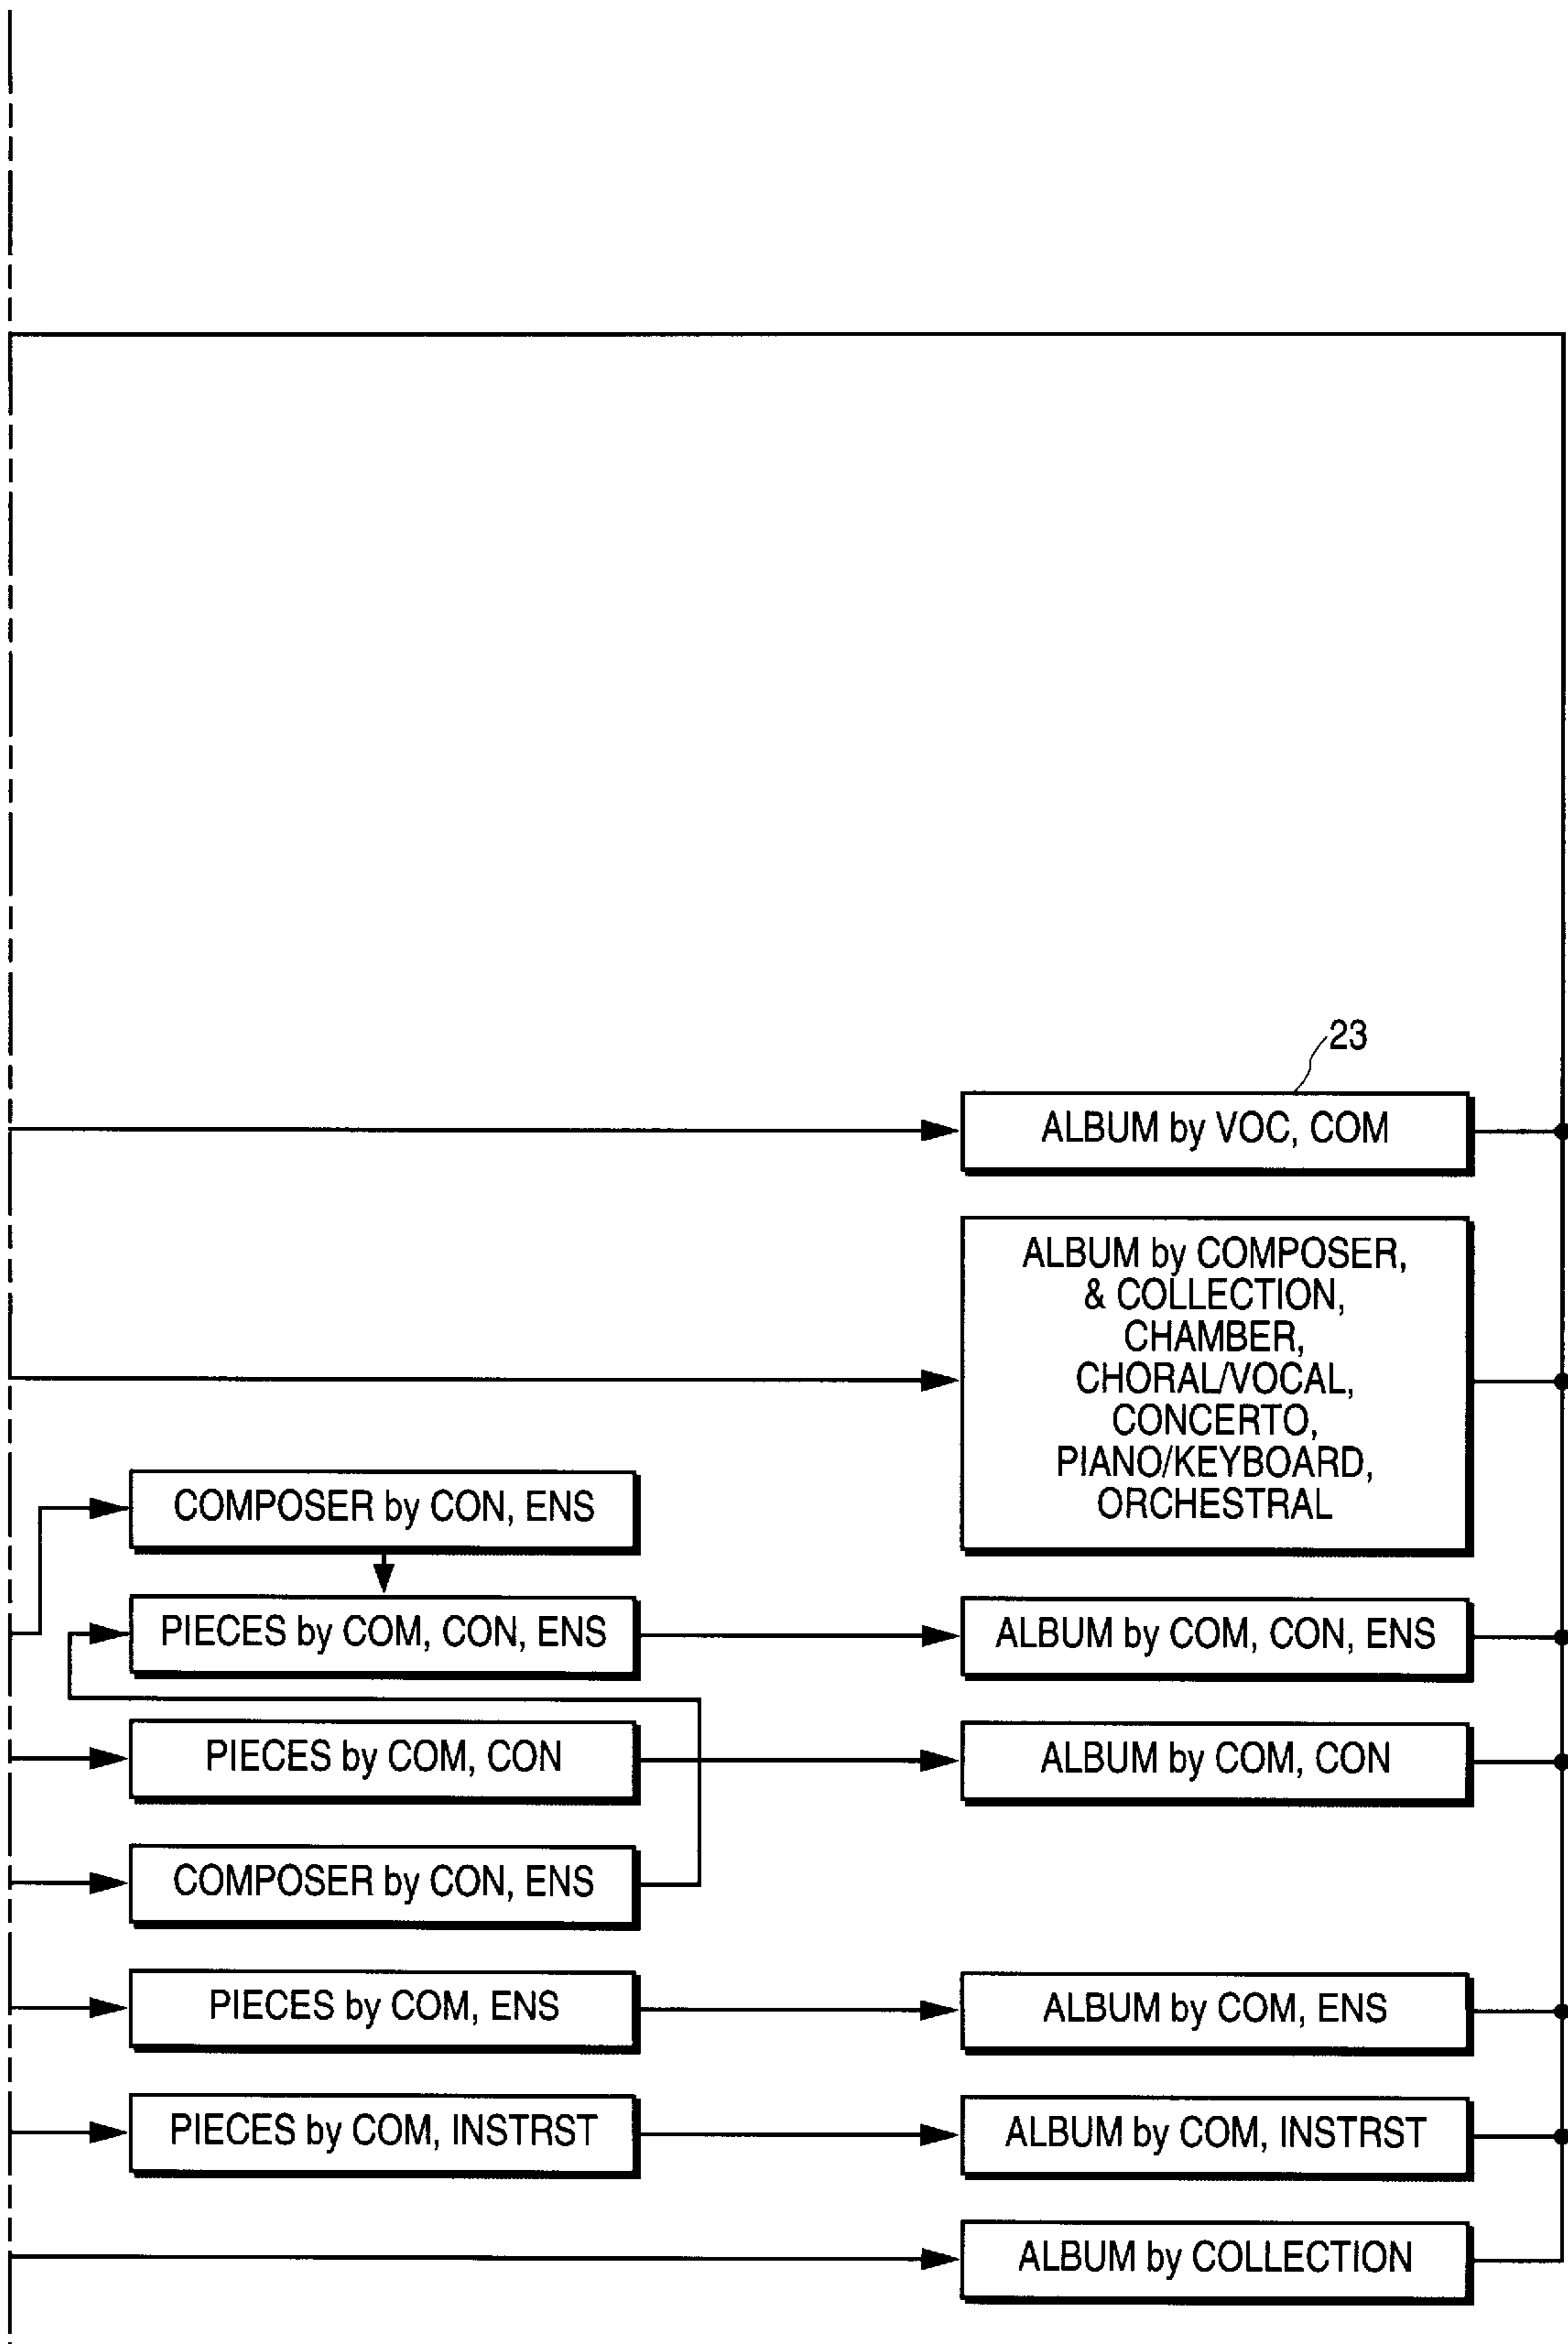 23
ALBUM by VOC, COM
ALBUM by COMPOSER,
& COLLECTION,
CHAMBER,
CHORAL/VOCAL,
CONCERTO,
PIANO/KEYBOARD,
ORCHESTRAL
COMPOSER by CON, ENS
PIECES by COM, CON, ENS
ALBUM by COM, CON, ENS
PIECES by COM, CON
ALBUM by COM, CON
COMPOSER by CON, ENS
PIECES by COM, ENS
ALBUM by COM, ENS
PIECES by COM, INSTRST
ALBUM by COM, INSTRST
ALBUM by COLLECTION